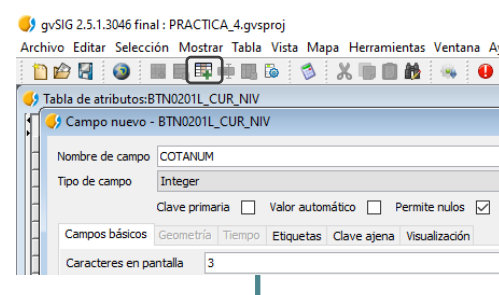 gvSIG 2.5.1.3046 final : PRACTICA_4.gvsproj
Archivo Editar Selección Mostrar Tabla Vista Mapa Herramientas Ventana
Tabla de atributos:BTN0201L_CUR_NIV
Campo nuevo - BTN0201L_CUR_NIV
Nombre de campo COTANUM
Tipo de campo Integer
Clave primaria Valor automático Permite nulos
Campos básicos Geometría Tiempo Etiquetas Clave ajena Visualización
Caracteres en pantalla 3